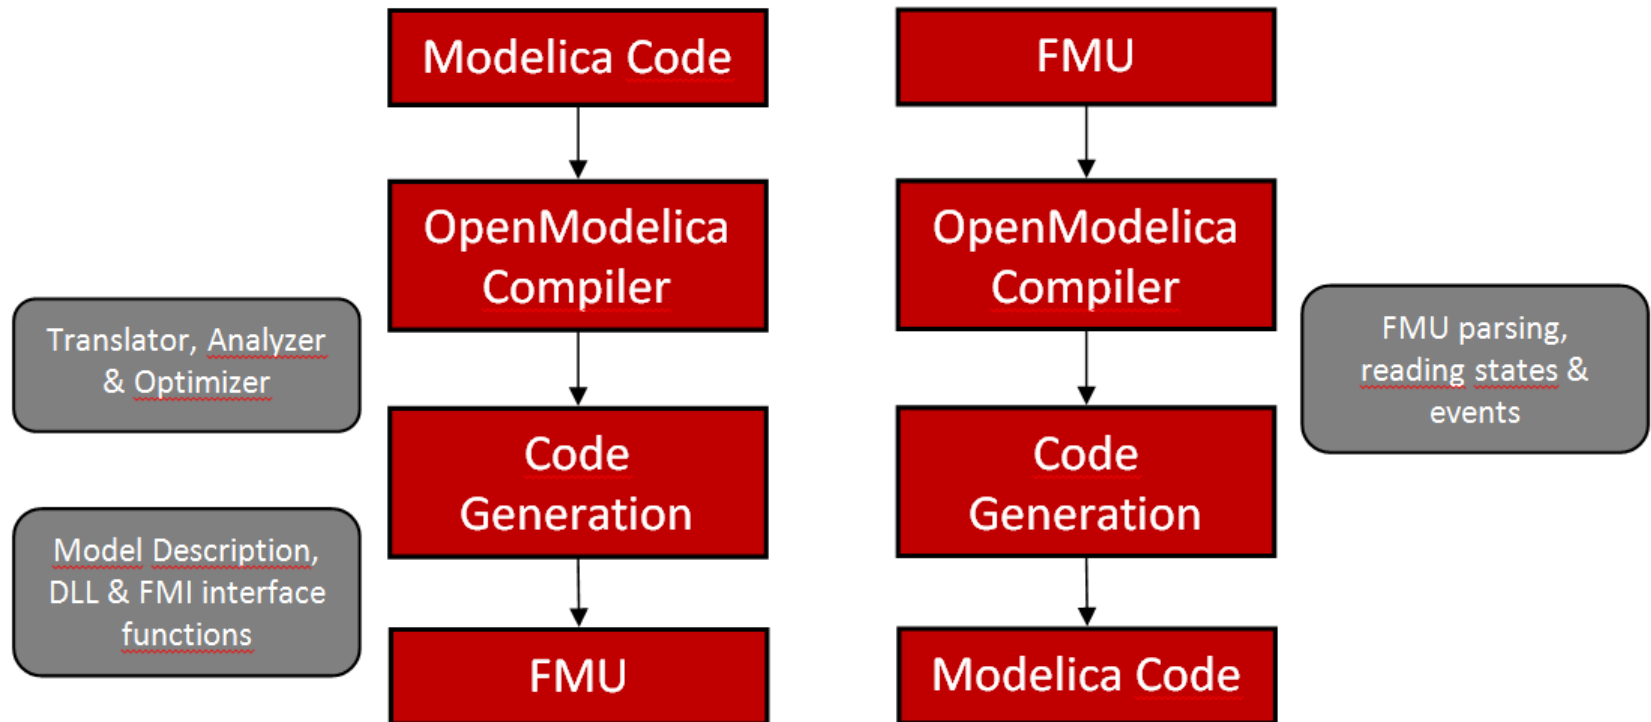 Modelica Code
OpenModelica
Compiler
Translator, Analyzer
& Optimizer
Code
Generation
Model Description,
DLL & FMI interface
functions
FMU
FMU
OpenModelica
Compiler
FMU parsing,
reading states &
events
Code
Generation
Modelica Code